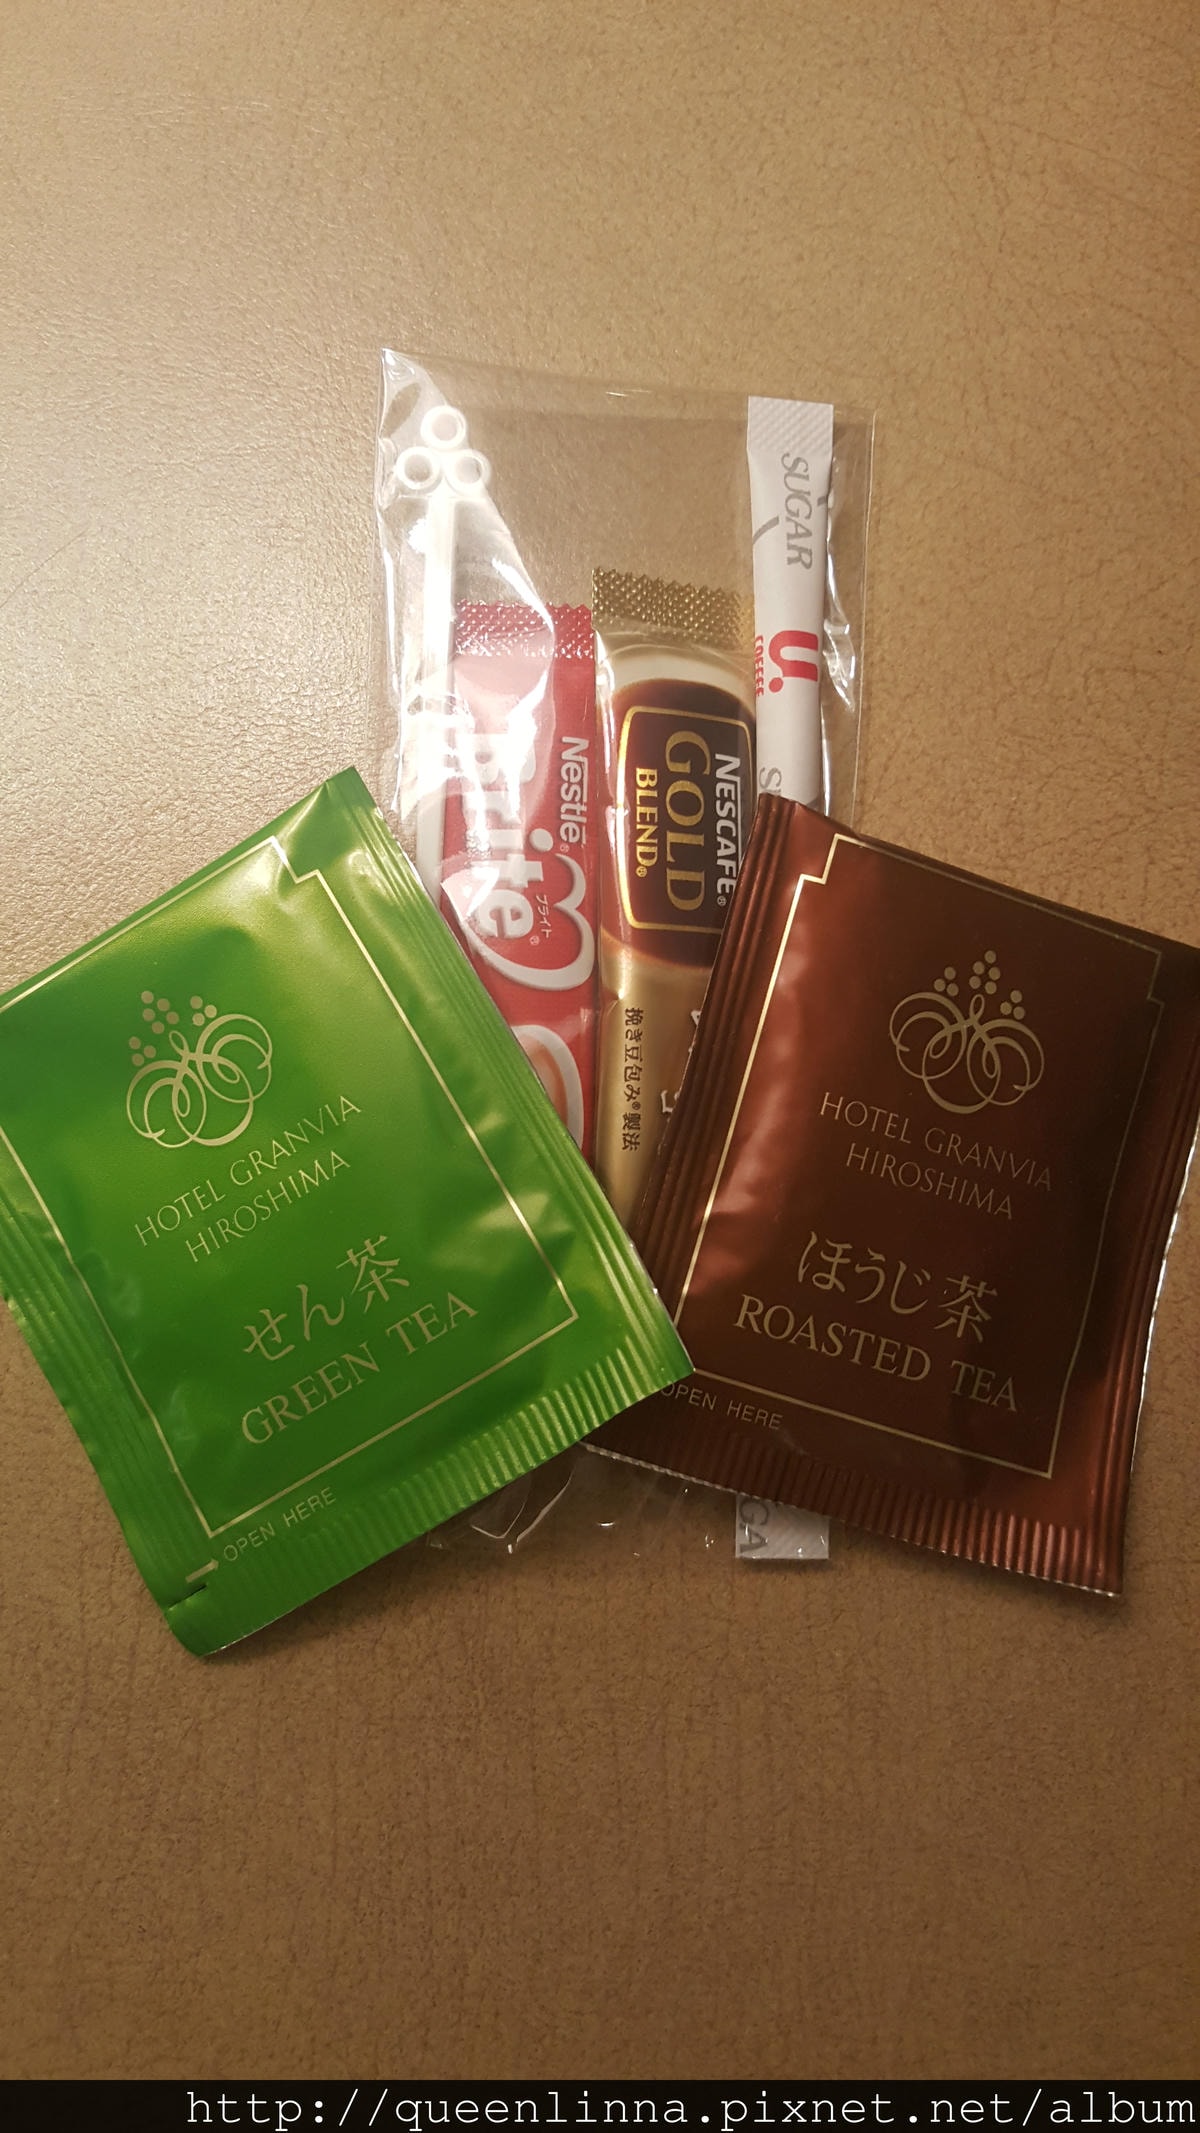 SUGAR
U.
COFFEE
Nestlé®
Brite®
ブライト
NESCAFÉ®
GOLD
BLEND®
挽き豆包み®製法
HOTEL GRANVIA
HIROSHIMA
せん茶
GREEN TEA
OPEN HERE
HOTEL GRANVIA
HIROSHIMA
ほうじ茶
ROASTED TEA
OPEN HERE
GA
http://queenlinna.pixnet.net/album